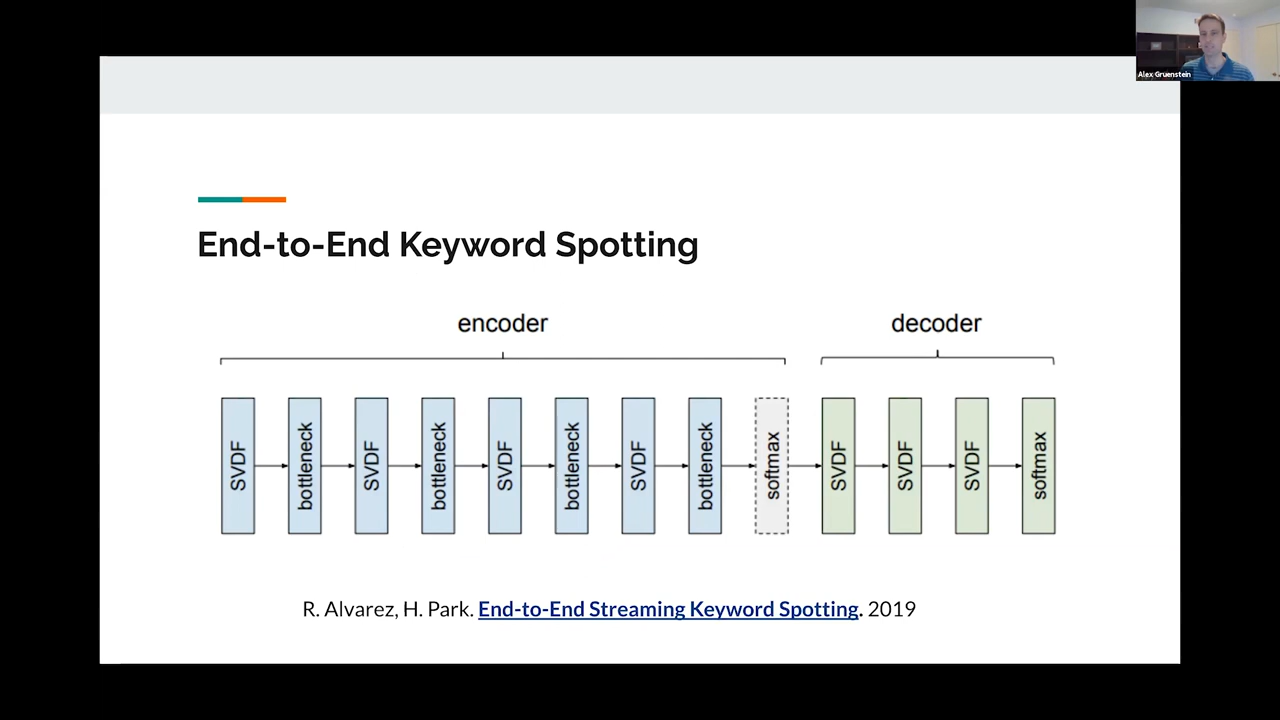 Alex Gruenstein
End-to-End Keyword Spotting
encoder
decoder
SVDF
bottleneck
SVDF
bottleneck
SVDF
bottleneck
SVDF
bottleneck
softmax
SVDF
SVDF
SVDF
softmax
R. Alvarez, H. Park. End-to-End Streaming Keyword Spotting. 2019